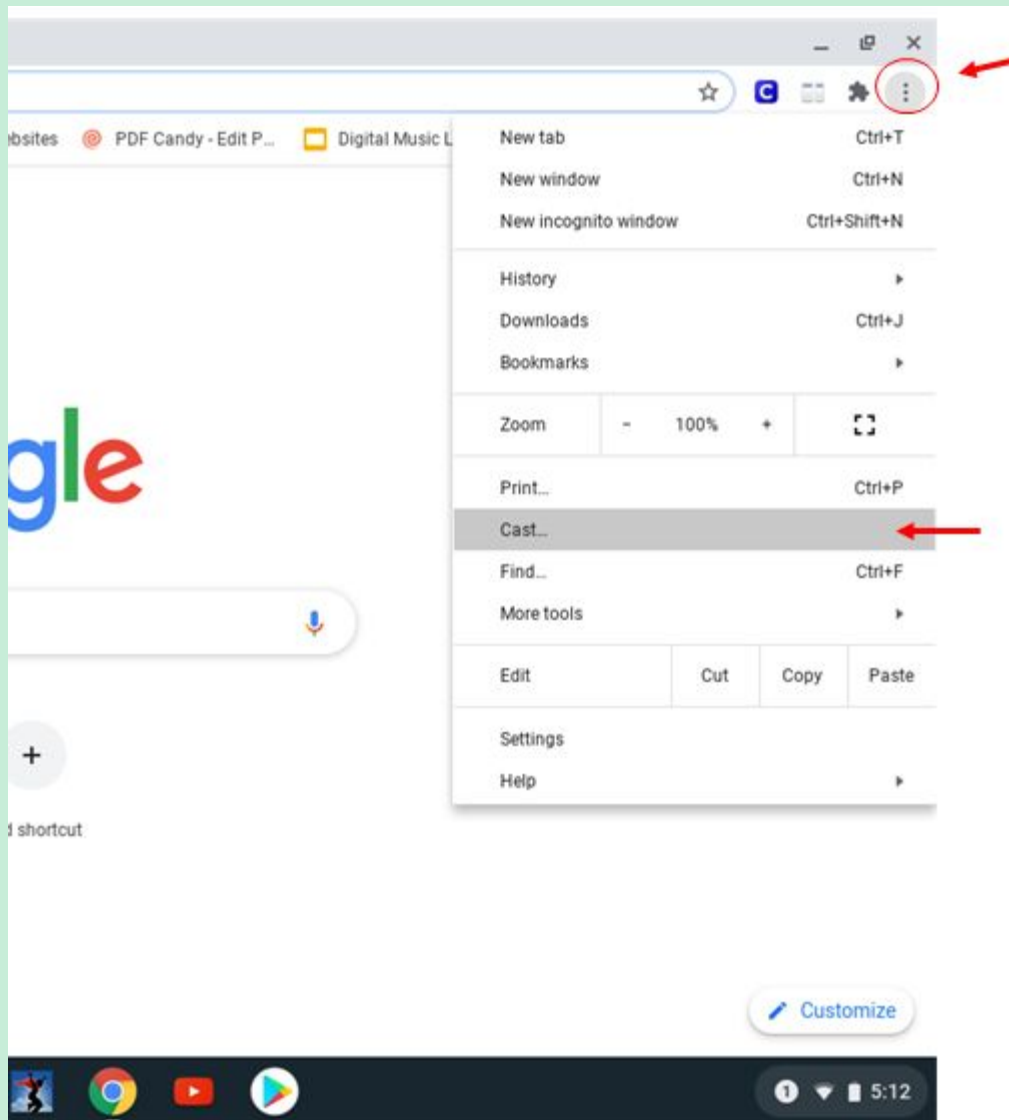 ebsites PDF Candy - Edit P... Digital Music L
New tab Ctrl+T
New window Ctrl+N
New incognito window Ctrl+Shift+N
History
Downloads Ctrl+J
Bookmarks
Zoom - 100% +
gle
Print... Ctrl+P
Cast...
Find... Ctrl+F
More tools
Edit Cut Copy Paste
Settings
+
Help
d shortcut
Customize
1 5:12